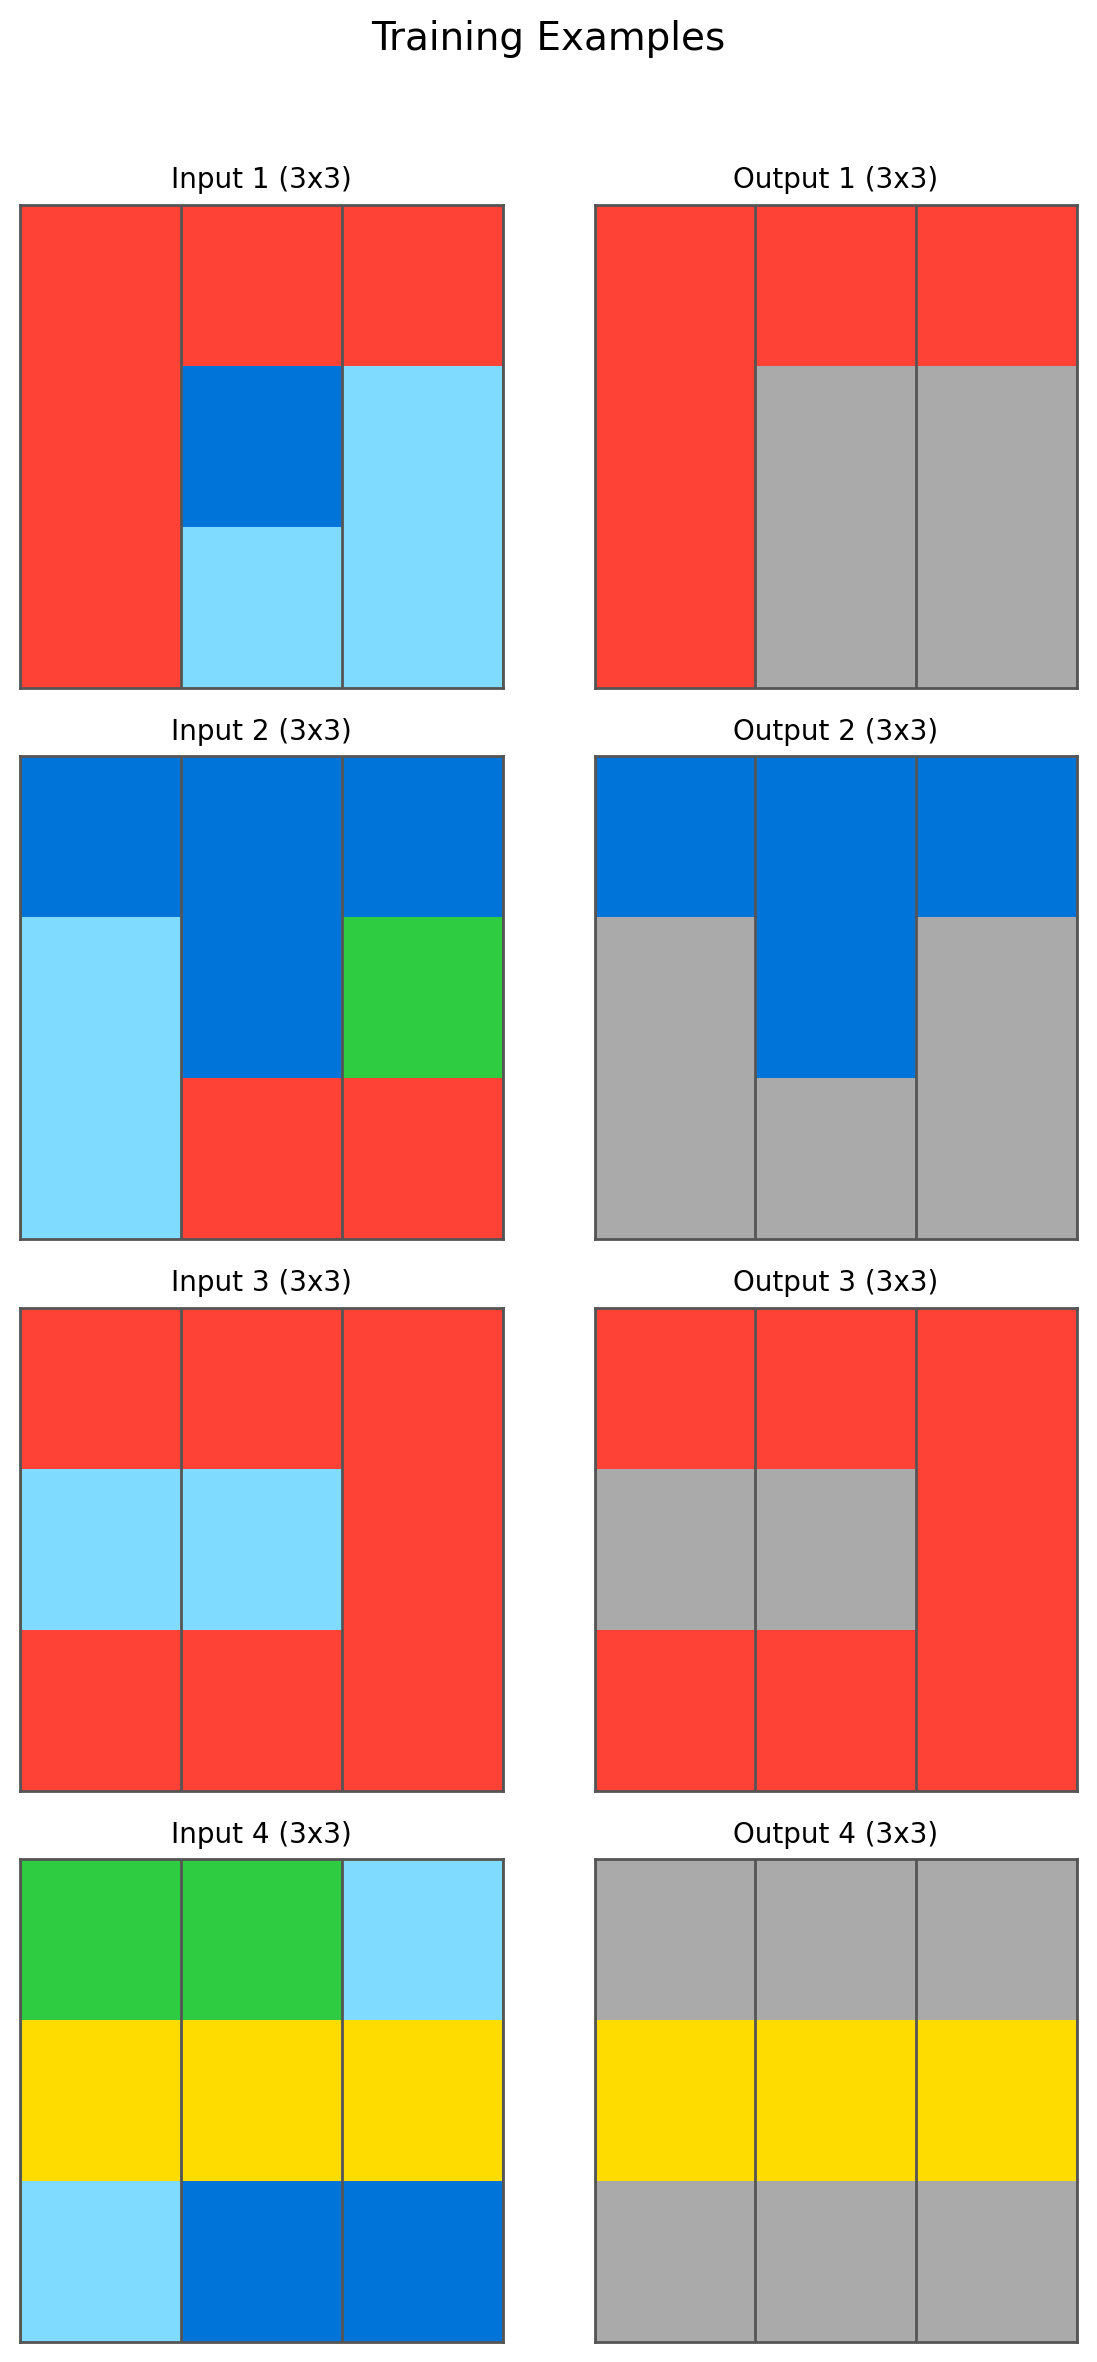 Training Examples
Input 1 (3x3)
Output 1 (3x3)
Input 2 (3x3)
Output 2 (3x3)
Input 3 (3x3)
Output 3 (3x3)
Input 4 (3x3)
Output 4 (3x3)